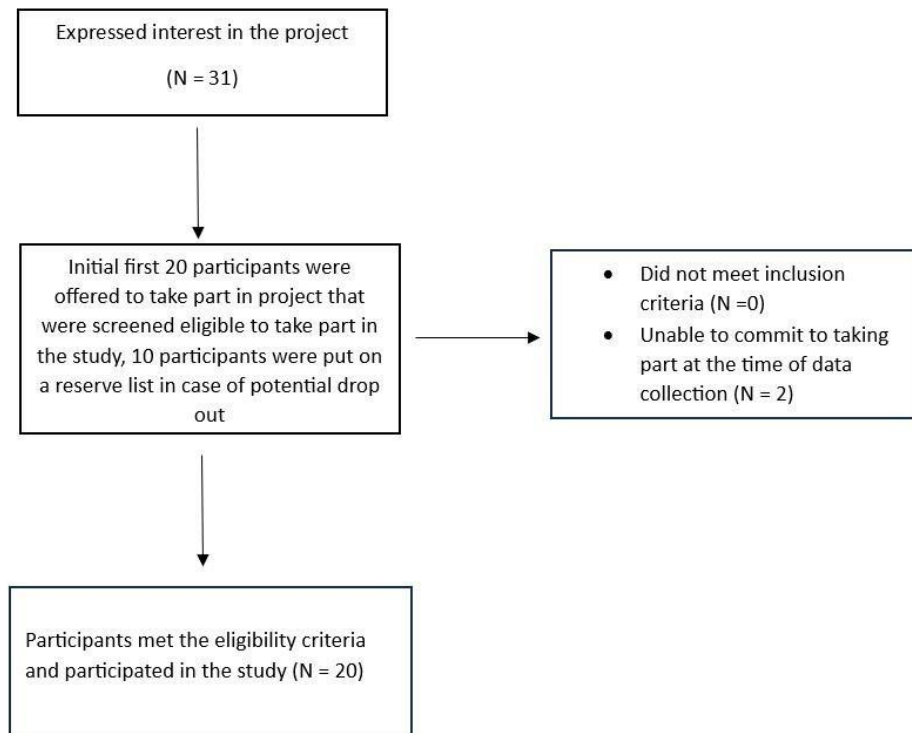 Expressed interest in the project
(N = 31)
Initial first 20 participants were
offered to take part in project that
were screened eligible to take part in
the study, 10 participants were put on
a reserve list in case of potential drop
out
• Did not meet inclusion
criteria (N =0)
• Unable to commit to taking
part at the time of data
collection (N = 2)
Participants met the eligibility criteria
and participated in the study (N = 20)